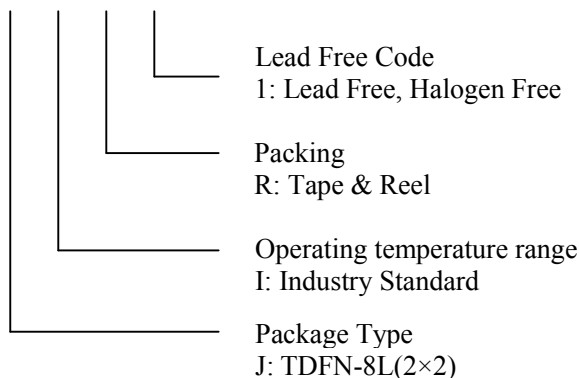 Lead Free Code
1: Lead Free, Halogen Free
Packing
R: Tape & Reel
Operating temperature range
I: Industry Standard
Package Type
J: TDFN-8L(2×2)